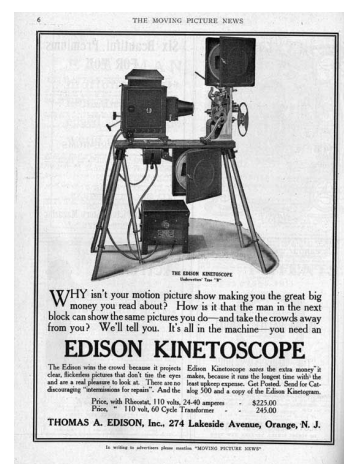 6
THE MOVING PICTURE NEWS
THE EDISON KINETOSCOPE
Underwriters' Type "B"
WHY isn't your motion picture show making you the great big
money you read about? How is it that the man in the next
block can show the same pictures you do—and take the crowds away
from you? We'll tell you. It's all in the machine—you need an
EDISON KINETOSCOPE
The Edison wins the crowd because it projects
clear, flickerless pictures that don't tire the eyes
and are a real pleasure to look at. There are no
discouraging "intermissions for repairs". And the
Edison Kinetoscope saves the extra money it
makes, because it runs the longest time with the
least upkeep expense. Get Posted. Send for Cat-
alog 500 and a copy of the Edison Kinetogram.
Price, with Rheostat, 110 volts, 24-40 amperes - - $225.00
Price, " 110 volt, 60 Cycle Transformer - - 245.00
THOMAS A. EDISON, Inc., 274 Lakeside Avenue, Orange, N. J.
In writing to advertisers please mention "MOVING PICTURE NEWS"